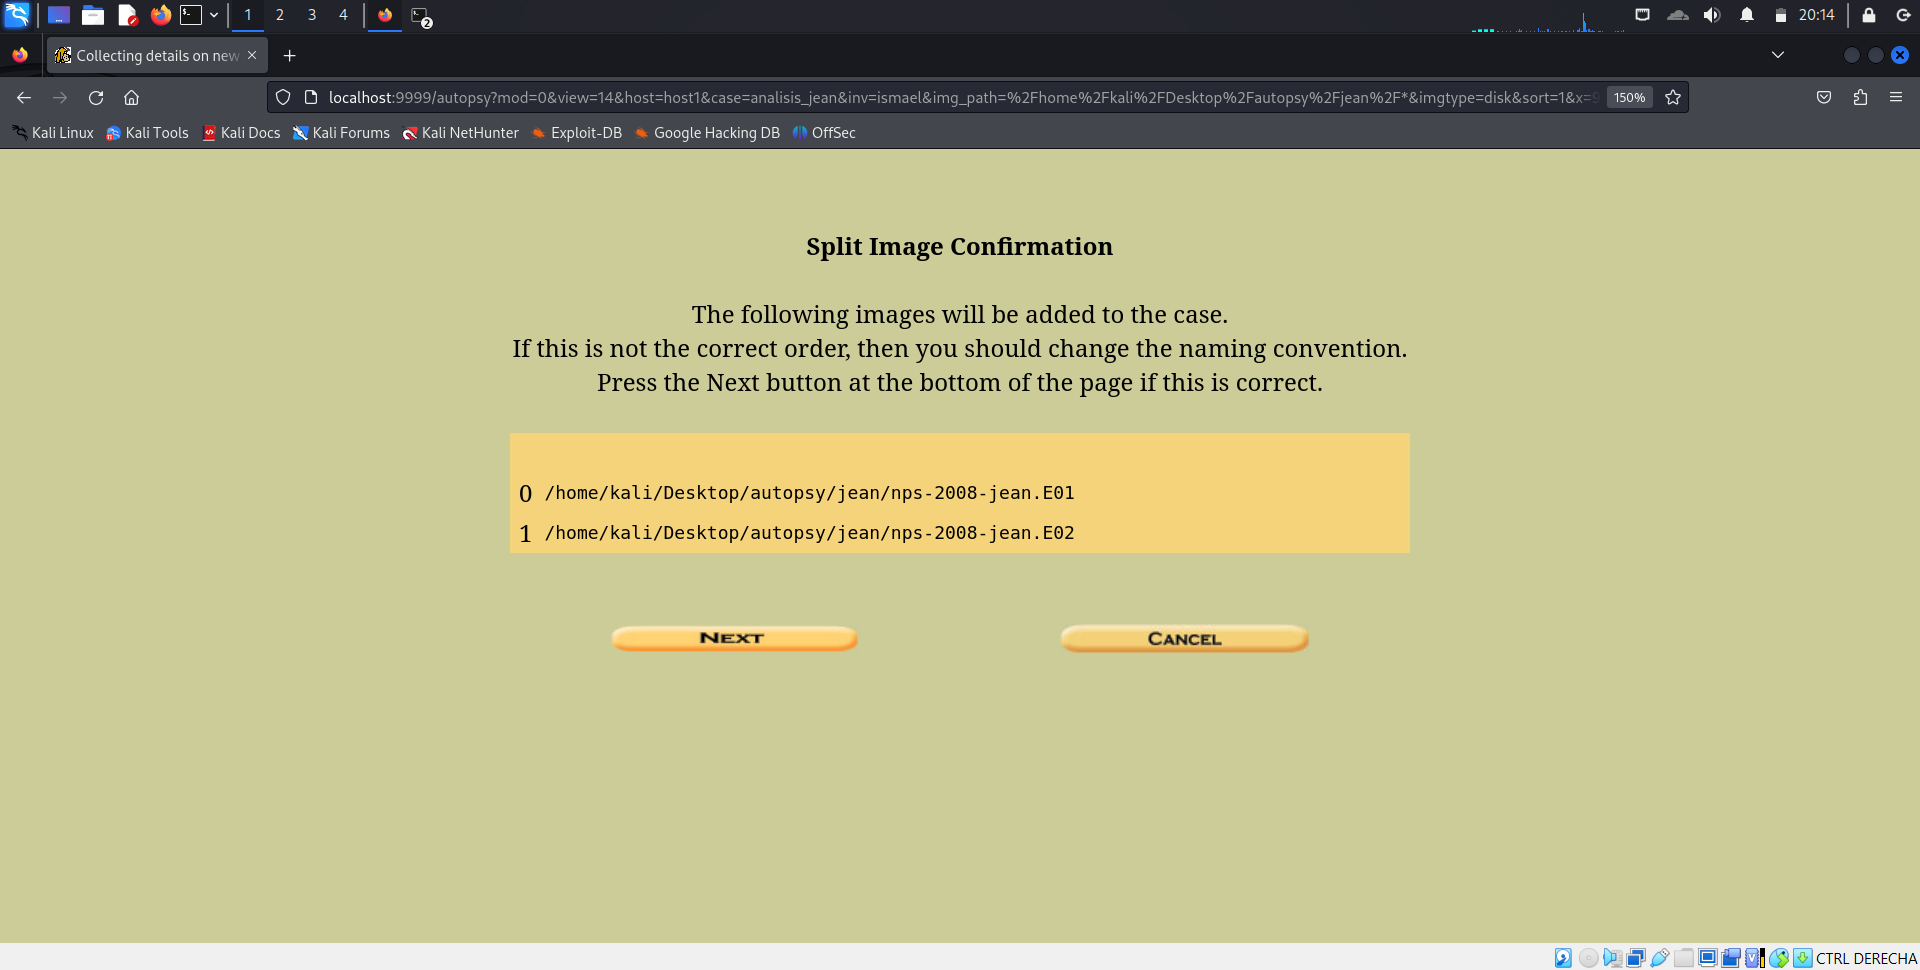 1 2 3 4 2 20:14
Collecting details on new
localhost:9999/autopsy?mod=0&view=14&host=host1&case=analisis_jean&inv=ismael&img_path=%2Fhome%2Fkali%2FDesktop%2Fautopsy%2Fjean%2F*&imgtype=disk&sort=1&x= 150%
Kali Linux Kali Tools Kali Docs Kali Forums Kali NetHunter Exploit-DB Google Hacking DB OffSec
Split Image Confirmation
The following images will be added to the case.
If this is not the correct order, then you should change the naming convention.
Press the Next button at the bottom of the page if this is correct.
0 /home/kali/Desktop/autopsy/jean/nps-2008-jean.E01
1 /home/kali/Desktop/autopsy/jean/nps-2008-jean.E02
NEXT CANCEL
CTRL DERECHA